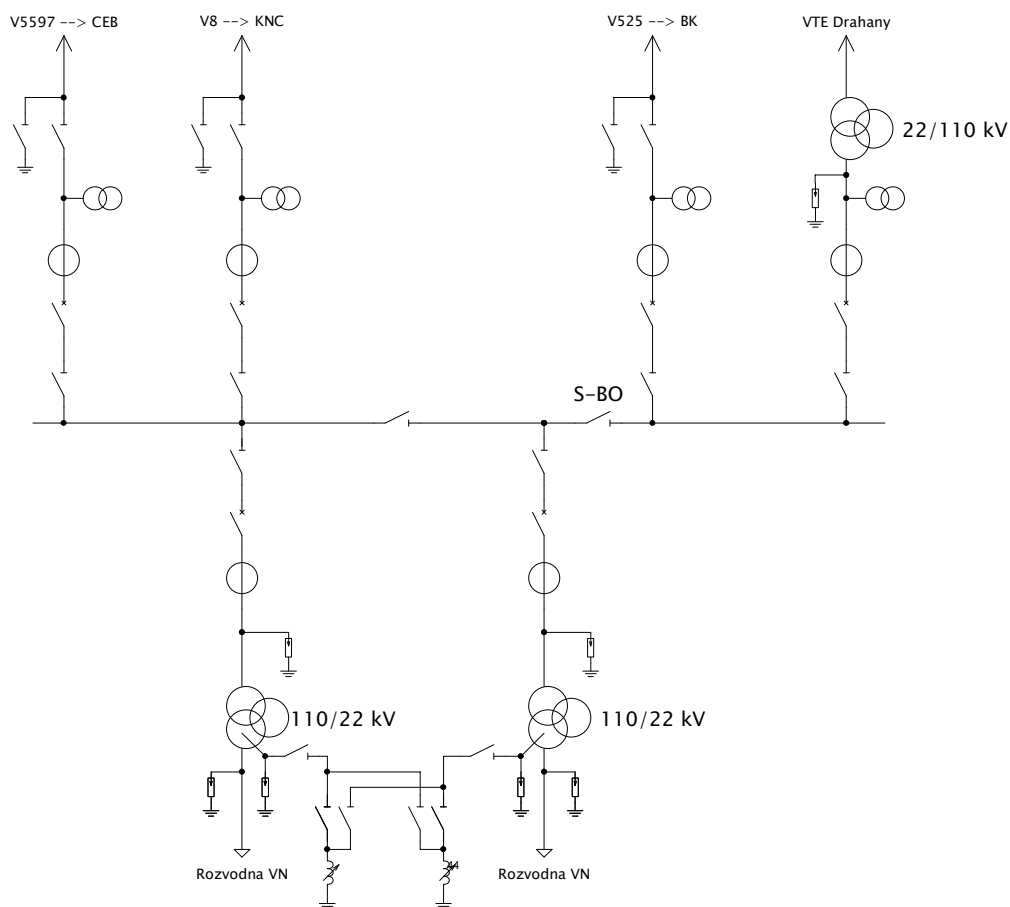 V5597 --> CEB
V8 --> KNC
V525 --> BK
VTE Drahany
22/110 kV
S-BO
110/22 kV
110/22 kV
Rozvodna VN
Rozvodna VN